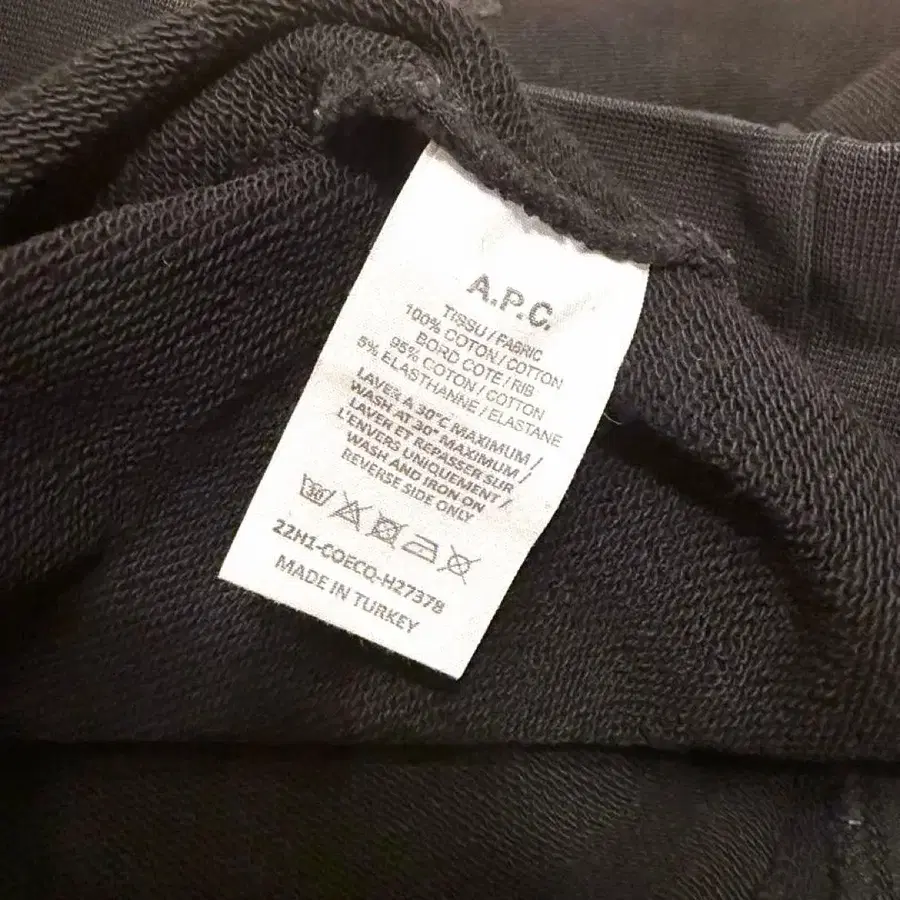 A.P.C.
TISSU / FABRIC
100% COTON / COTTON
BORD COTE / RIB
95% COTON / COTTON
5% ELASTHANNE / ELASTANE
LAVER A 30°C MAXIMUM /
WASH AT 30° MAXIMUM /
LAVER ET REPASSER SUR
L'ENVERS UNIQUEMENT /
WASH AND IRON ON
REVERSE SIDE ONLY
30
22H1-COECQ-H27378
MADE IN TURKEY